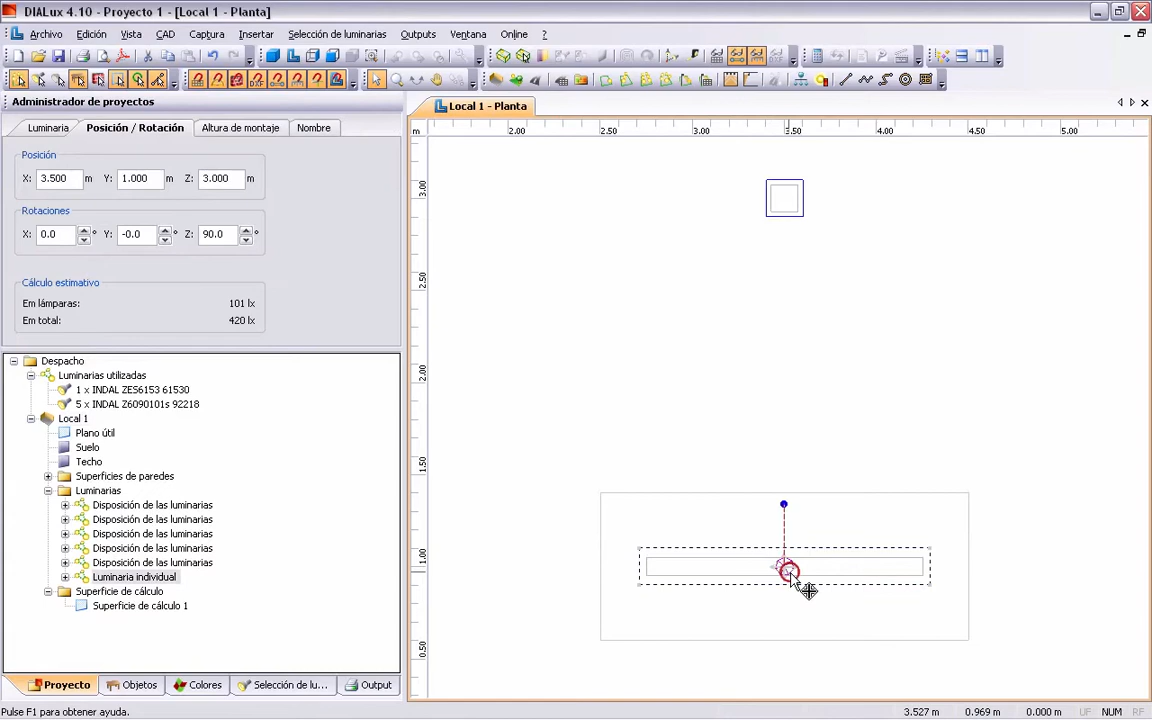 DIALux 4.10 - Proyecto 1 - [Local 1 - Planta]
Archivo Edición Vista CAD Captura Insertar Selección de luminarias Outputs Ventana Online ?
Administrador de proyectos
Luminaria Posición / Rotación Altura de montaje Nombre
Posición
X: 3.500 m Y: 1.000 m Z: 3.000 m
Rotaciones
X: 0.0 ° Y: -0.0 ° Z: 90.0 °
Cálculo estimativo
Em lámparas: 101 lx
Em total: 420 lx
Despacho
Luminarias utilizadas
1 x INDAL ZES6153 61530
5 x INDAL Z6090101s 92218
Local 1
Plano útil
Suelo
Techo
Superficies de paredes
Luminarias
Disposición de las luminarias
Disposición de las luminarias
Disposición de las luminarias
Disposición de las luminarias
Disposición de las luminarias
Luminaria individual
Superficie de cálculo
Superficie de cálculo 1
Proyecto Objetos Colores Selección de lu... Output
Local 1 - Planta
m 2.00 2.50 3.00 3.50 4.00 4.50 5.00
3.00
2.50
2.00
1.50
1.00
0.50
Pulse F1 para obtener ayuda. 3.527 m 0.969 m 0.000 m UF NUM RF